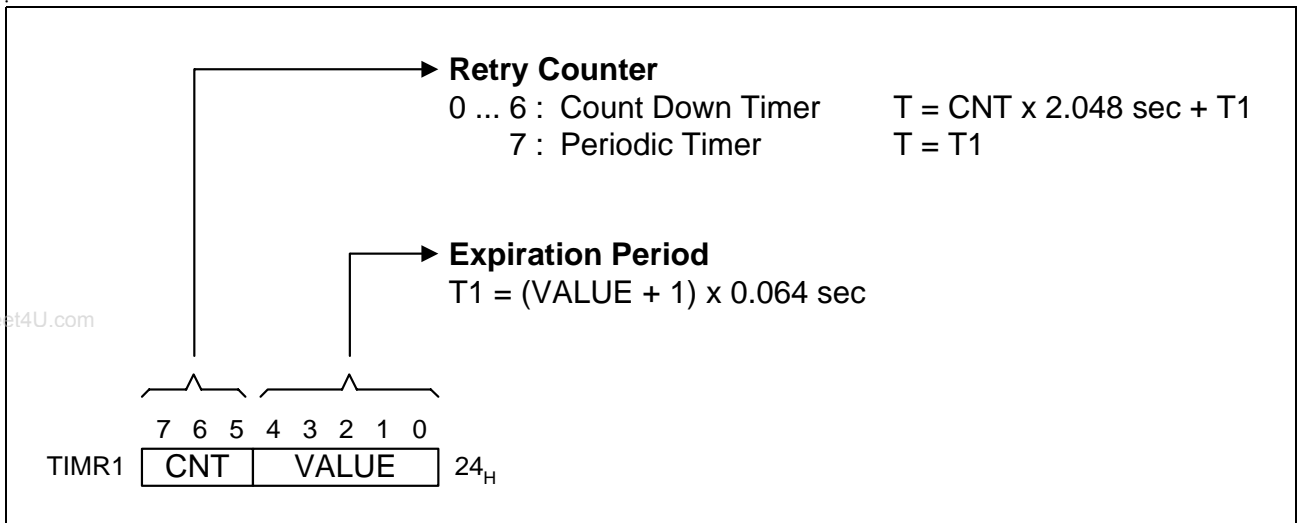 Retry Counter
0 ... 6 : Count Down Timer T = CNT x 2.048 sec + T1
7 : Periodic Timer T = T1
Expiration Period
T1 = (VALUE + 1) x 0.064 sec
et4U.com
7 6 5 4 3 2 1 0
TIMR1 CNT VALUE 24H